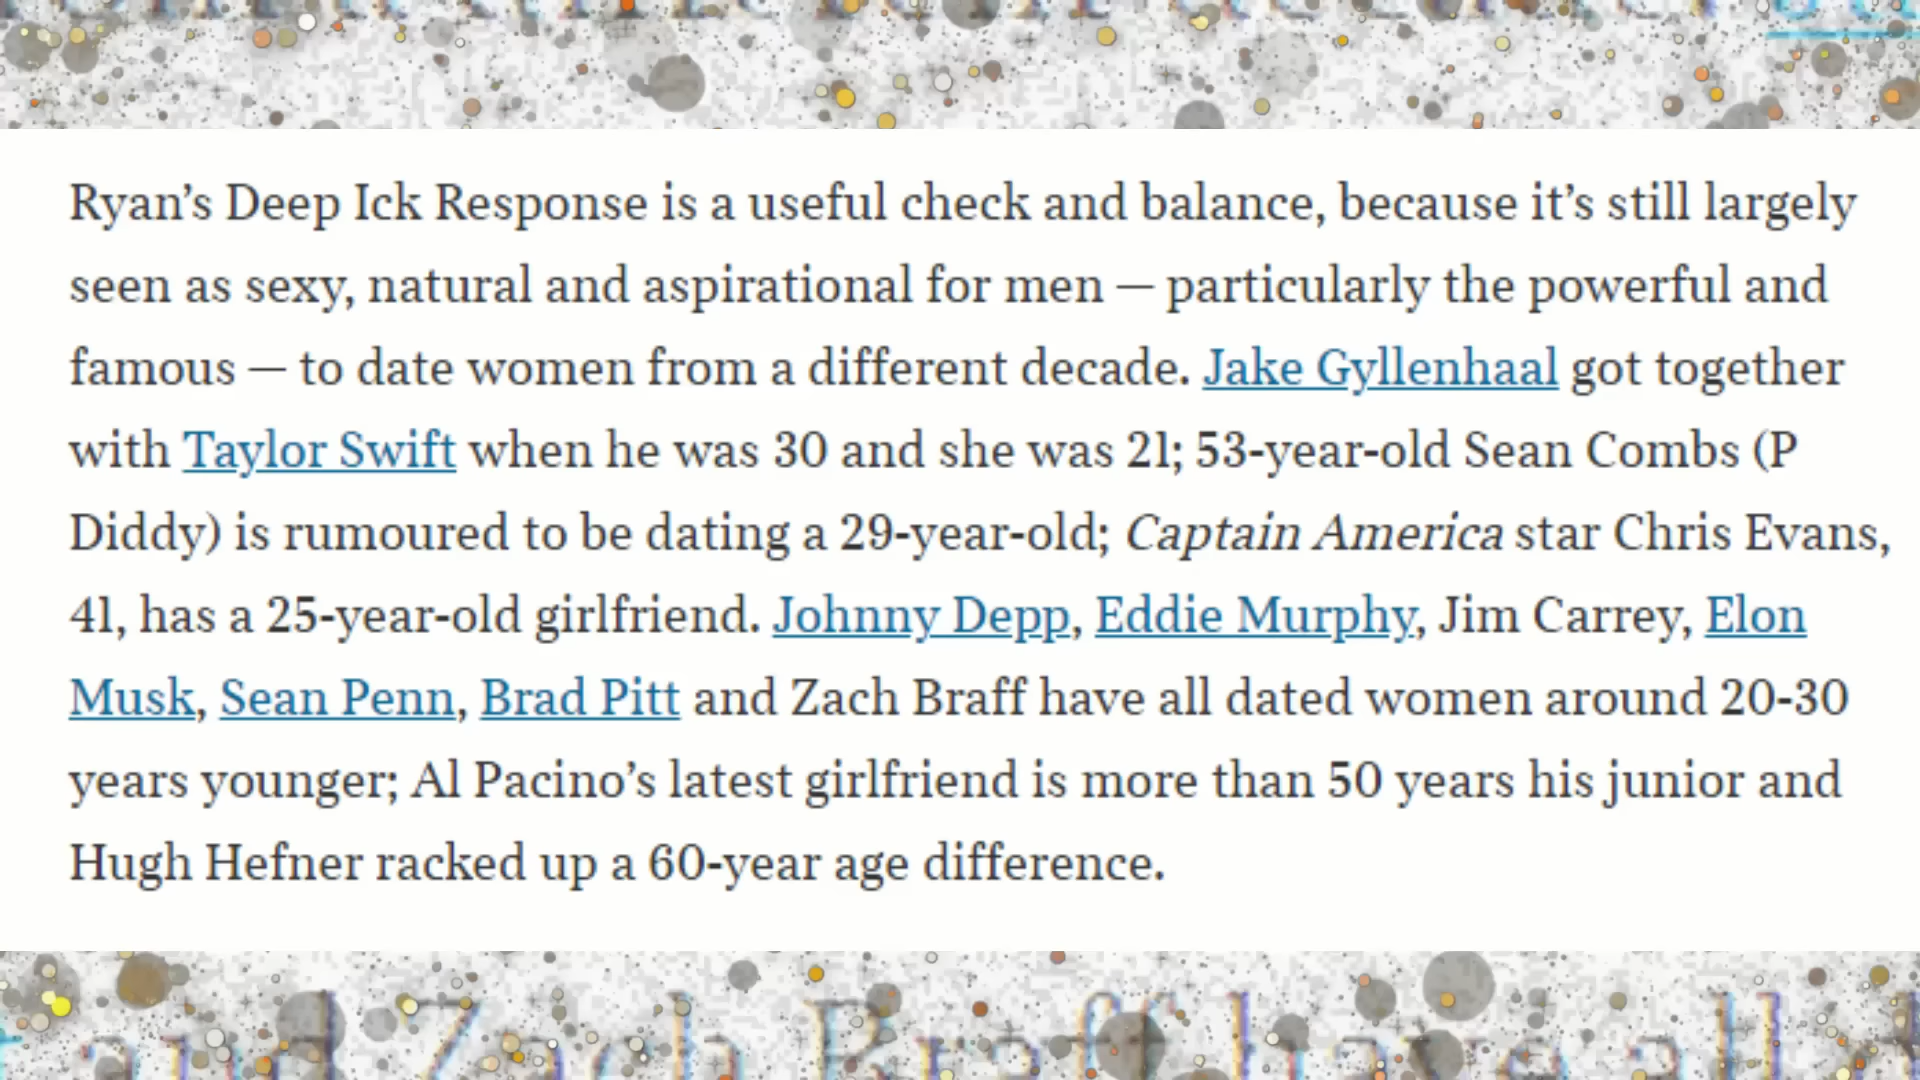 Ryan’s Deep Ick Response is a useful check and balance, because it’s still largely
seen as sexy, natural and aspirational for men — particularly the powerful and
famous — to date women from a different decade. Jake Gyllenhaal got together
with Taylor Swift when he was 30 and she was 21; 53-year-old Sean Combs (P
Diddy) is rumoured to be dating a 29-year-old; Captain America star Chris Evans,
41, has a 25-year-old girlfriend. Johnny Depp, Eddie Murphy, Jim Carrey, Elon
Musk, Sean Penn, Brad Pitt and Zach Braff have all dated women around 20-30
years younger; Al Pacino’s latest girlfriend is more than 50 years his junior and
Hugh Hefner racked up a 60-year age difference.
and Zach Braff have all